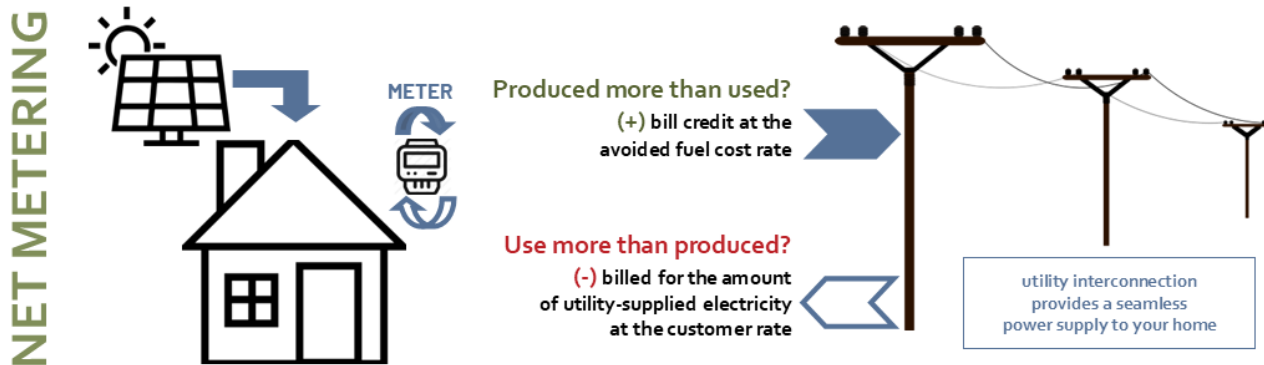 NET METERING
METER
Produced more than used?
(+) bill credit at the
avoided fuel cost rate
Use more than produced?
(-) billed for the amount
of utility-supplied electricity
at the customer rate
utility interconnection
provides a seamless
power supply to your home